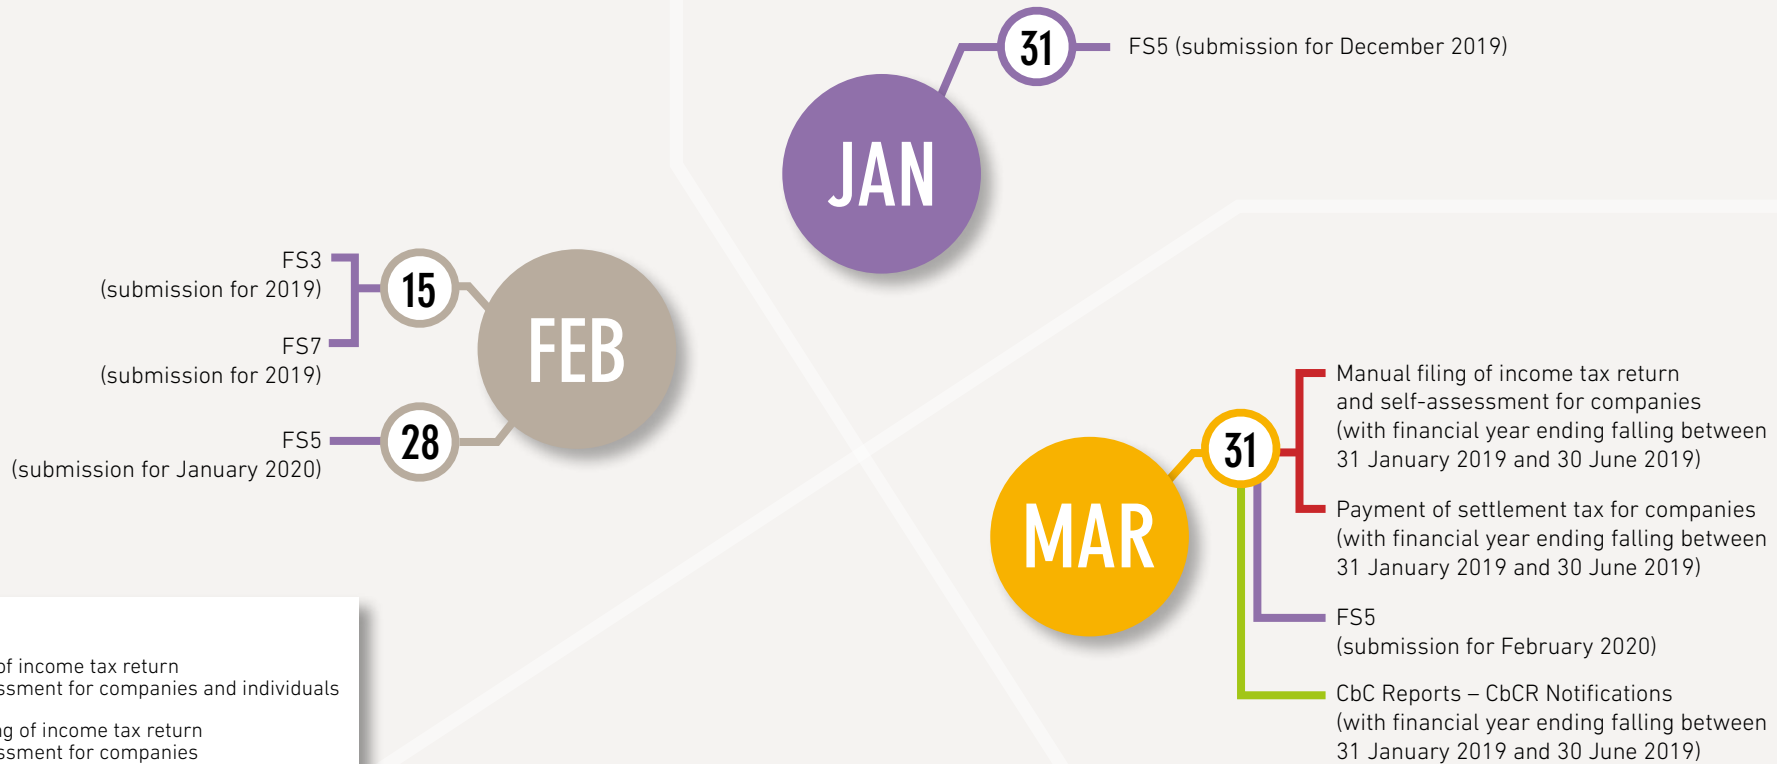 31
FS5 (submission for December 2019)
JAN
FS3
(submission for 2019)
15
FS7
(submission for 2019)
FEB
FS5
(submission for January 2020)
28
MAR
31
Manual filing of income tax return
and self-assessment for companies
(with financial year ending falling between
31 January 2019 and 30 June 2019)
Payment of settlement tax for companies
(with financial year ending falling between
31 January 2019 and 30 June 2019)
FS5
(submission for February 2020)
CbC Reports – CbCR Notifications
(with financial year ending falling between
31 January 2019 and 30 June 2019)
of income tax return
ssment for companies and individuals
g of income tax return
ssment for companies